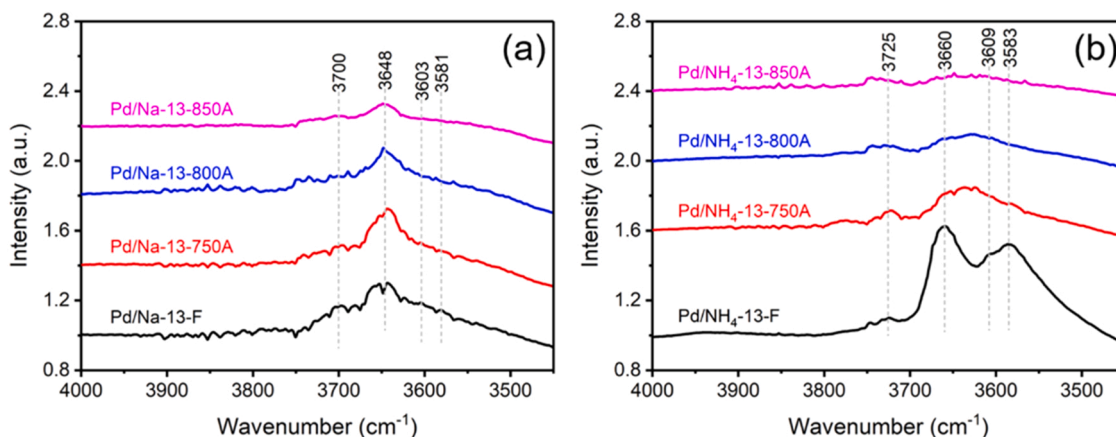 (a)
3700
3648
3603
3581
Pd/Na-13-850A
Pd/Na-13-800A
Pd/Na-13-750A
Pd/Na-13-F
2.8
2.4
2.0
1.6
1.2
0.8
Intensity (a.u.)
4000 3900 3800 3700 3600 3500
Wavenumber (cm⁻¹)
(b)
3725
3660
3609
3583
Pd/NH₄-13-850A
Pd/NH₄-13-800A
Pd/NH₄-13-750A
Pd/NH₄-13-F
2.8
2.4
2.0
1.6
1.2
0.8
Intensity (a.u.)
4000 3900 3800 3700 3600 3500
Wavenumber (cm⁻¹)